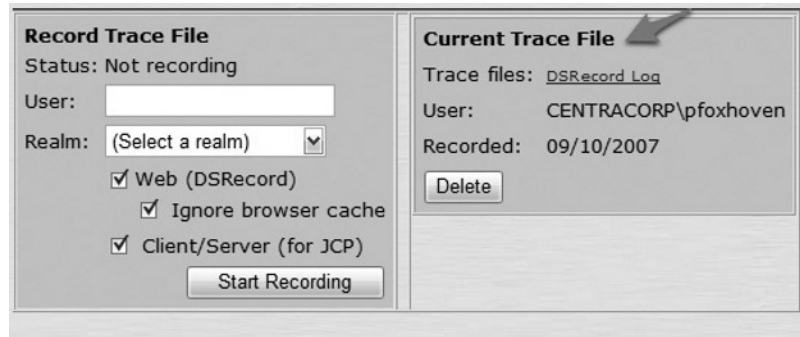 Record Trace File
Status: Not recording
User:
Realm: (Select a realm)
Web (DSRecord)
Ignore browser cache
Client/Server (for JCP)
Start Recording
Current Trace File
Trace files: DSRecord Log
User: CENTRACORP\pfoxhoven
Recorded: 09/10/2007
Delete